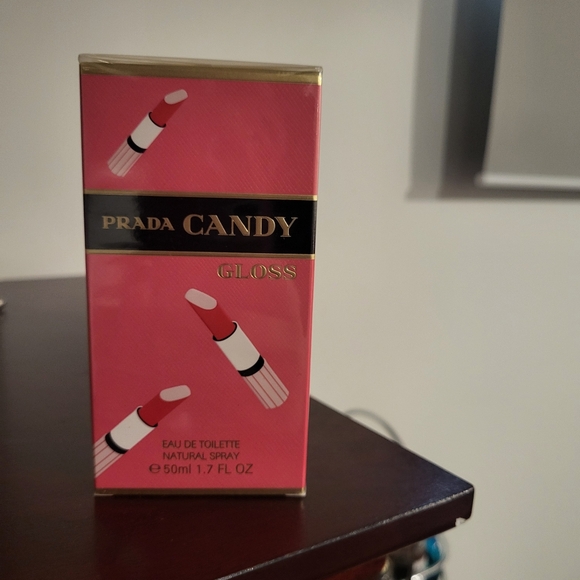 PRADA CANDY
GLOSS
EAU DE TOILETTE
NATURAL SPRAY
℮ 50ml 1.7 FL OZ